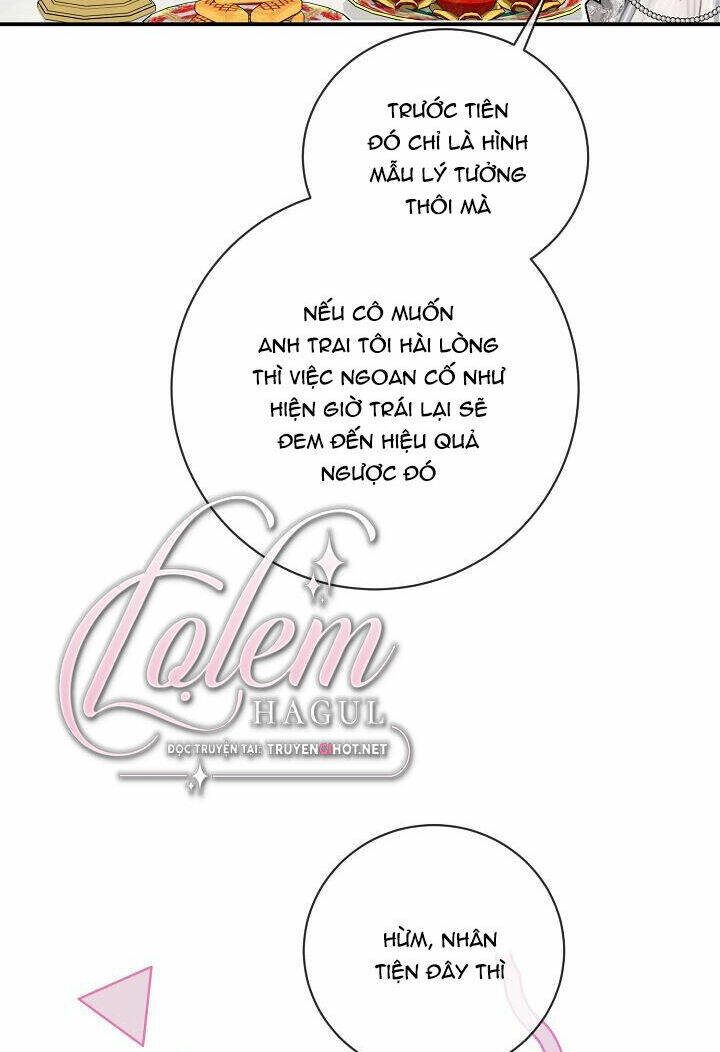 TRƯỚC TIÊN
ĐÓ CHỈ LÀ HÌNH
MẪU LÝ TƯỞNG
THÔI MÀ
NẾU CÔ MUỐN
ANH TRAI TÔI HÀI LÒNG
THÌ VIỆC NGOAN CỐ NHƯ
HIỆN GIỜ TRÁI LẠI SẼ
ĐEM ĐẾN HIỆU QUẢ
NGƯỢC ĐÓ
Lọlem
HAGUL
ĐỌC TRUYỆN TẠI: TRUYENGIHOT.NET
HỪM, NHÂN
TIỆN ĐÂY THÌ